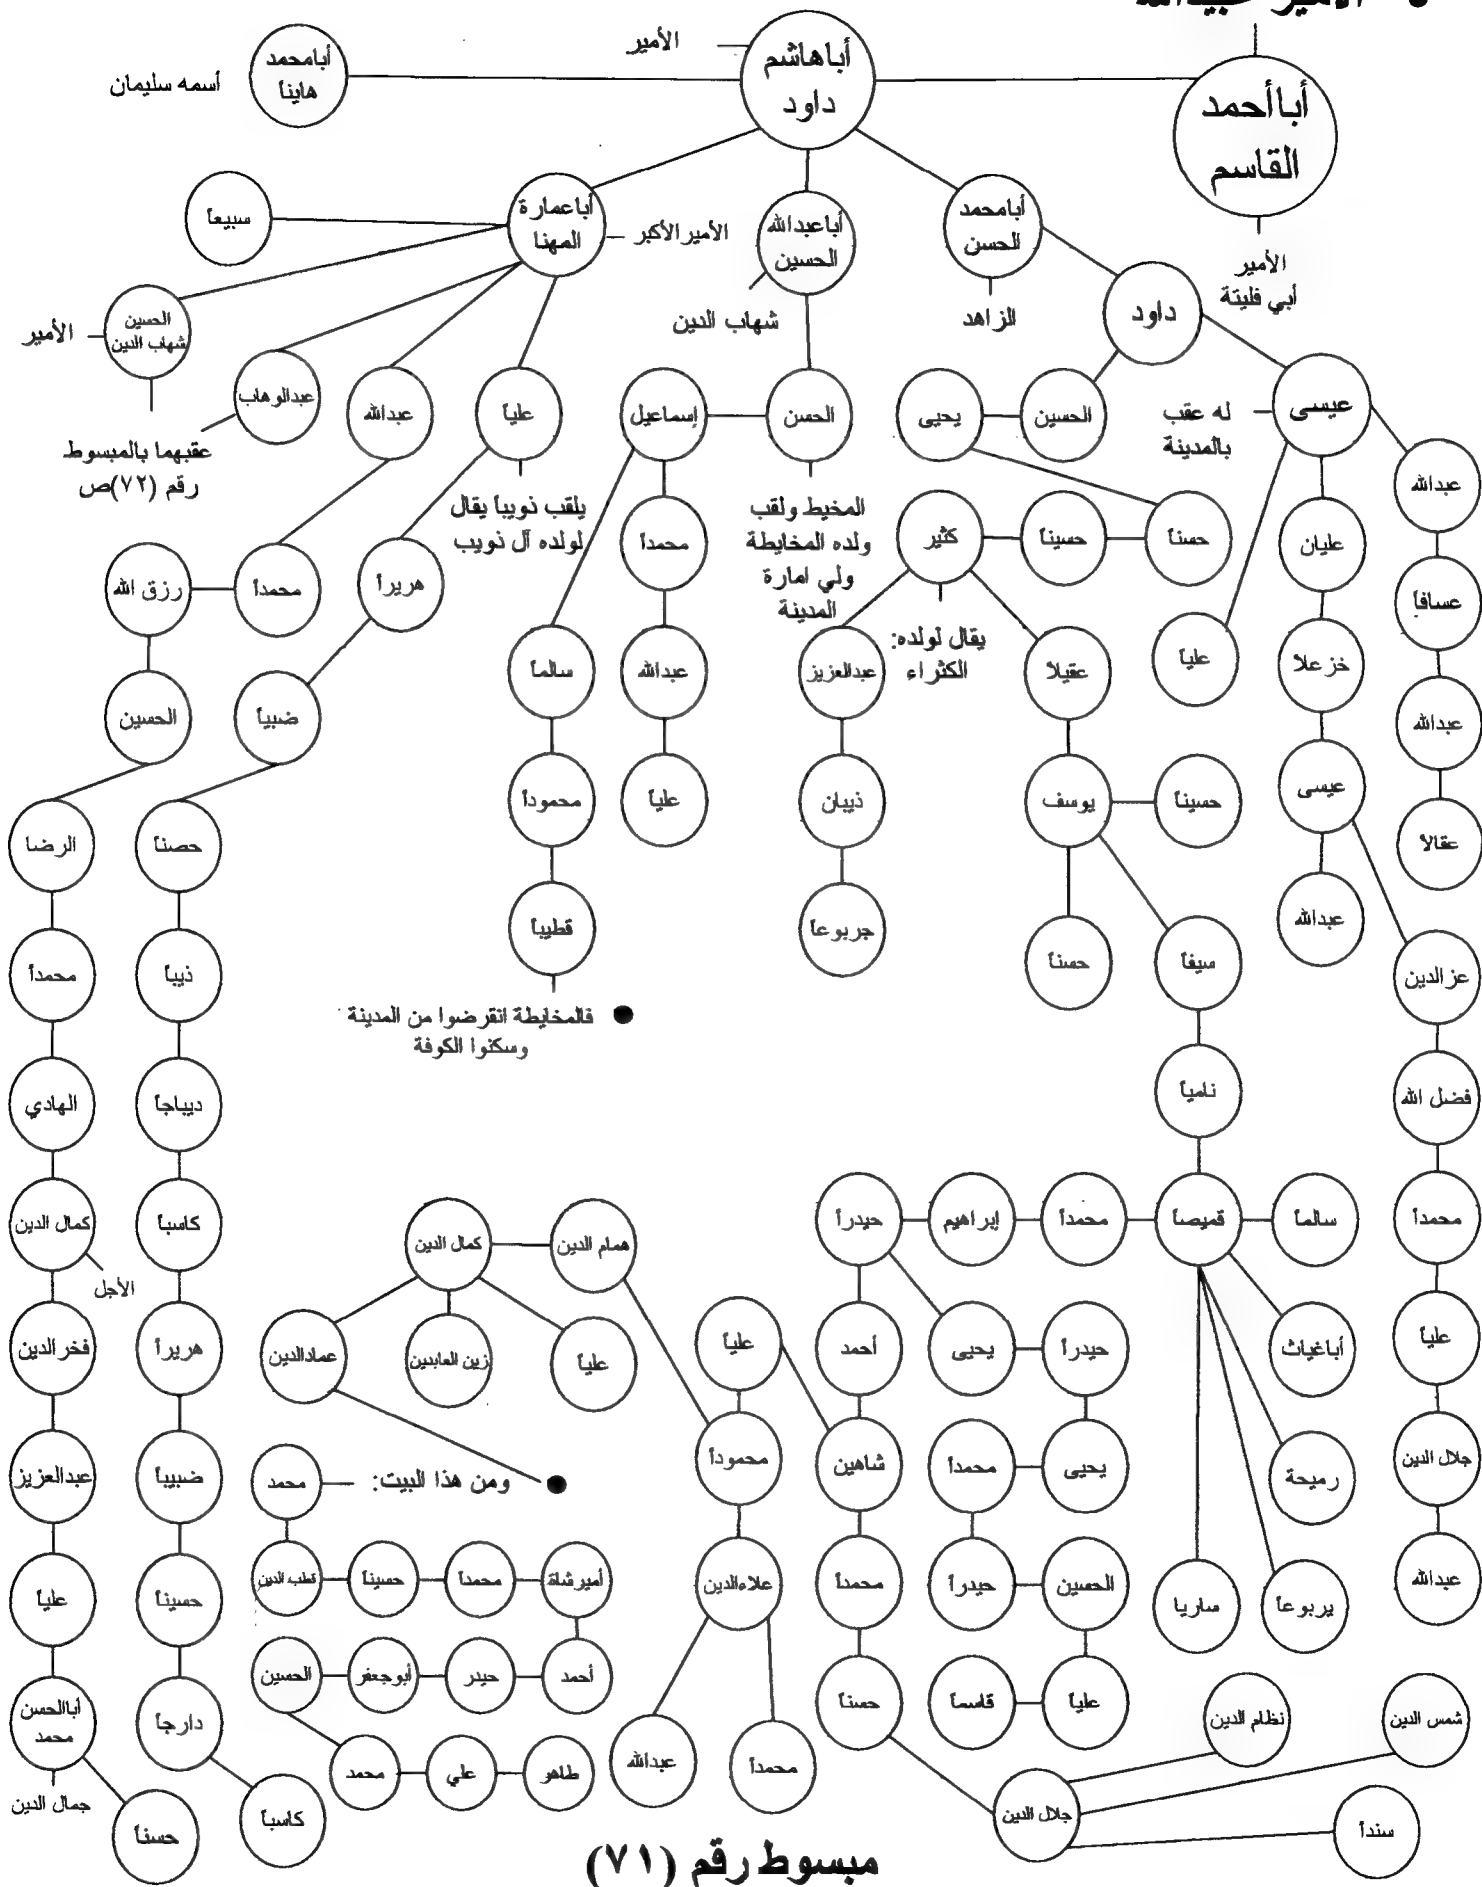 الأمير
أباهاشم
داود
أبامحمد
هايناً
أسمه سليمان
أباأحمد
القاسم
الأمير
أبي فليتة
أباعمارة
المهنا
الأمير الأكبر
سبيعاً
أباعبدالله
الحسين
شهاب الدين
أبامحمد
الحسن
الزاهد
داود
الحسين
شهاب الدين
الأمير
عبدالوهاب
عقبهما بالمبسوط
رقم (٧٢)ص
عبدالله
علياً
يلقب ذويبا يقال
لولده آل ذويب
إسماعيل
الحسن
المخيط ولقب
ولده المخايطة
ولي امارة
المدينة
يحيى
الحسين
عيسى
له عقب
بالمدينة
عبدالله
عليان
علياً
عسافاً
خزعلاً
عبدالله
عيسى
عقالاً
عبدالله
عزالدين
فضل الله
محمداً
علياً
جلال الدين
عبدالله
حسناً
حسيناً
كثير
يقال لولده:
الكثراء
عبدالعزيز
عقيلاً
ذيبان
يوسف
حسيناً
جربوعاً
حسناً
سيفاً
نامياً
سالماً
قميصاً
محمداً
إبراهيم
حيدراً
أباغياث
رميحة
يربوعاً
ساريا
أحمد
يحيى
حيدراً
شاهين
محمداً
يحيى
محمداً
حيدراً
الحسين
حسناً
قاسماً
علياً
نظام الدين
شمس الدين
جلال الدين
سنداً
محمداً
سالماً
عبدالله
محموداً
علياً
قطيباً
فالمخايطة انقرضوا من المدينة
وسكنوا الكوفة
رزق الله
محمداً
هريراً
الحسين
ضبياً
الرضا
حصناً
محمداً
ذيباً
الهادي
ديباجاً
كمال الدين
الأجل
كاسباً
فخرالدين
هريراً
عبدالعزيز
ضبيباً
علياً
حسيناً
أباالحسن
محمد
جمال الدين
دارجاً
حسناً
كاسباً
كمال الدين
همام الدين
عمادالدين
زين العابدين
علياً
علياً
محموداً
علاءالدين
عبدالله
محمداً
ومن هذا البيت:
محمد
قطب الدين
حسيناً
محمداً
أميرشاة
الحسين
أبوجعفر
حيدر
أحمد
محمد
علي
طاهر
مبسوط رقم (٧١)